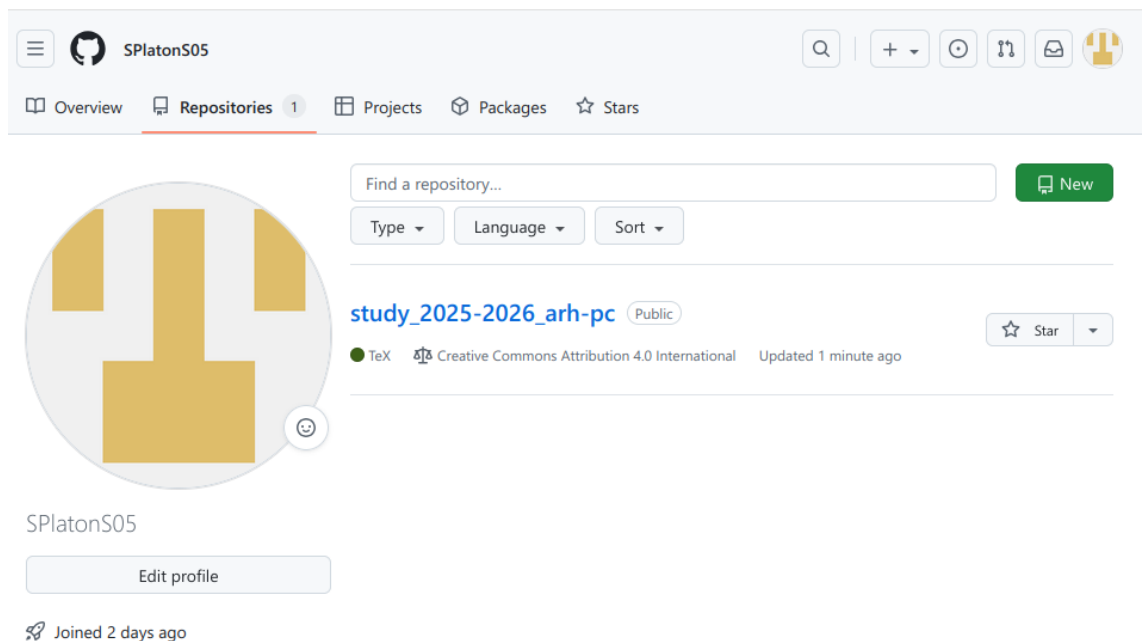 SPlatonS05
Overview Repositories 1 Projects Packages Stars
Find a repository... New
Type Language Sort
study_2025-2026_arh-pc Public
Star
TeX Creative Commons Attribution 4.0 International Updated 1 minute ago
SPlatonS05
Edit profile
Joined 2 days ago